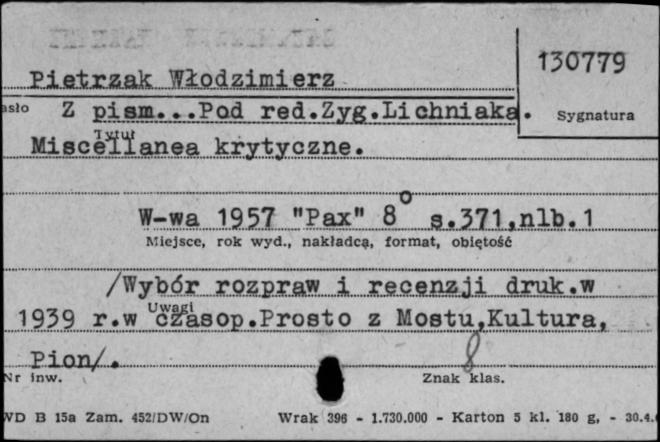 130779
Pietrzak Włodzimierz
asło Z pism...Pod red.Zyg.Lichniaka.
Sygnatura
Tytuł
Miscellanea krytyczne.
W-wa 1957 "Pax" 8° s.371,nlb.1
Miejsce, rok wyd., nakładca, format, objętość
/Wybór rozpraw i recenzji druk.w
Uwagi
1939 r.w czasop.Prosto z Mostu,Kultura,
Pion/.
8
Nr inw.
Znak klas.
WD B 15a Zam. 452/DW/On Wrak 396 - 1.730.000 - Karton 5 kl. 180 g, - 30.4.